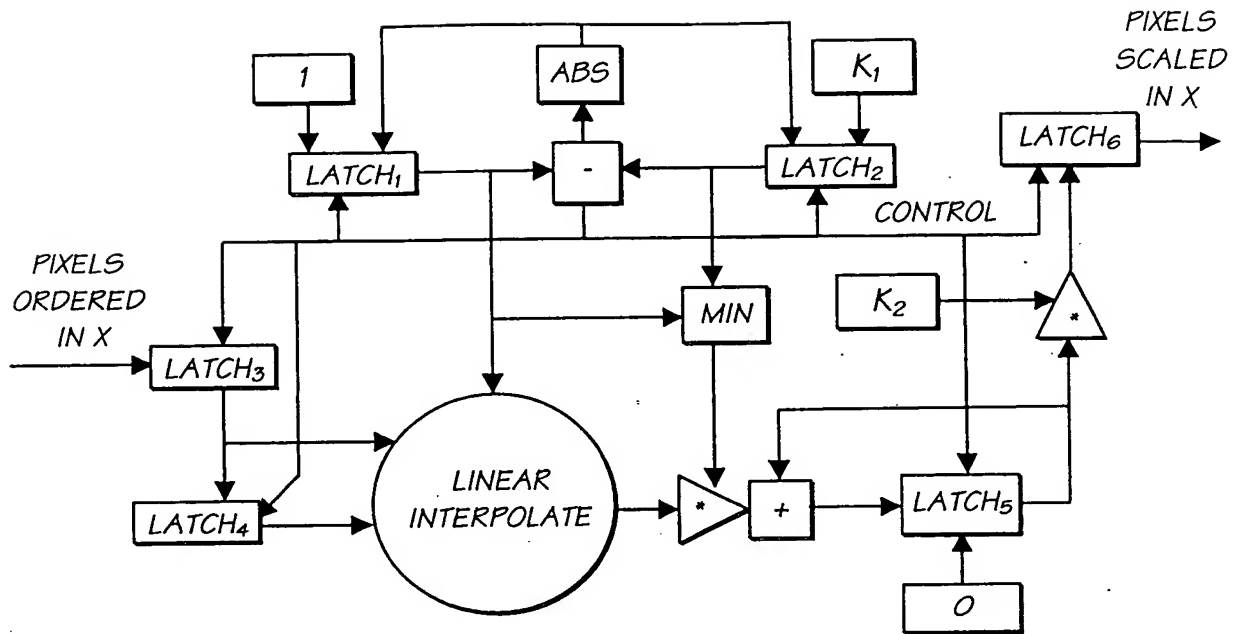 PIXELS
SCALED
IN X
1
ABS
K₁
LATCH₆
LATCH₁
-
LATCH₂
CONTROL
PIXELS
ORDERED
IN X
K₂
MIN
*
LATCH₃
LINEAR
INTERPOLATE
LATCH₄
*
+
LATCH₅
0